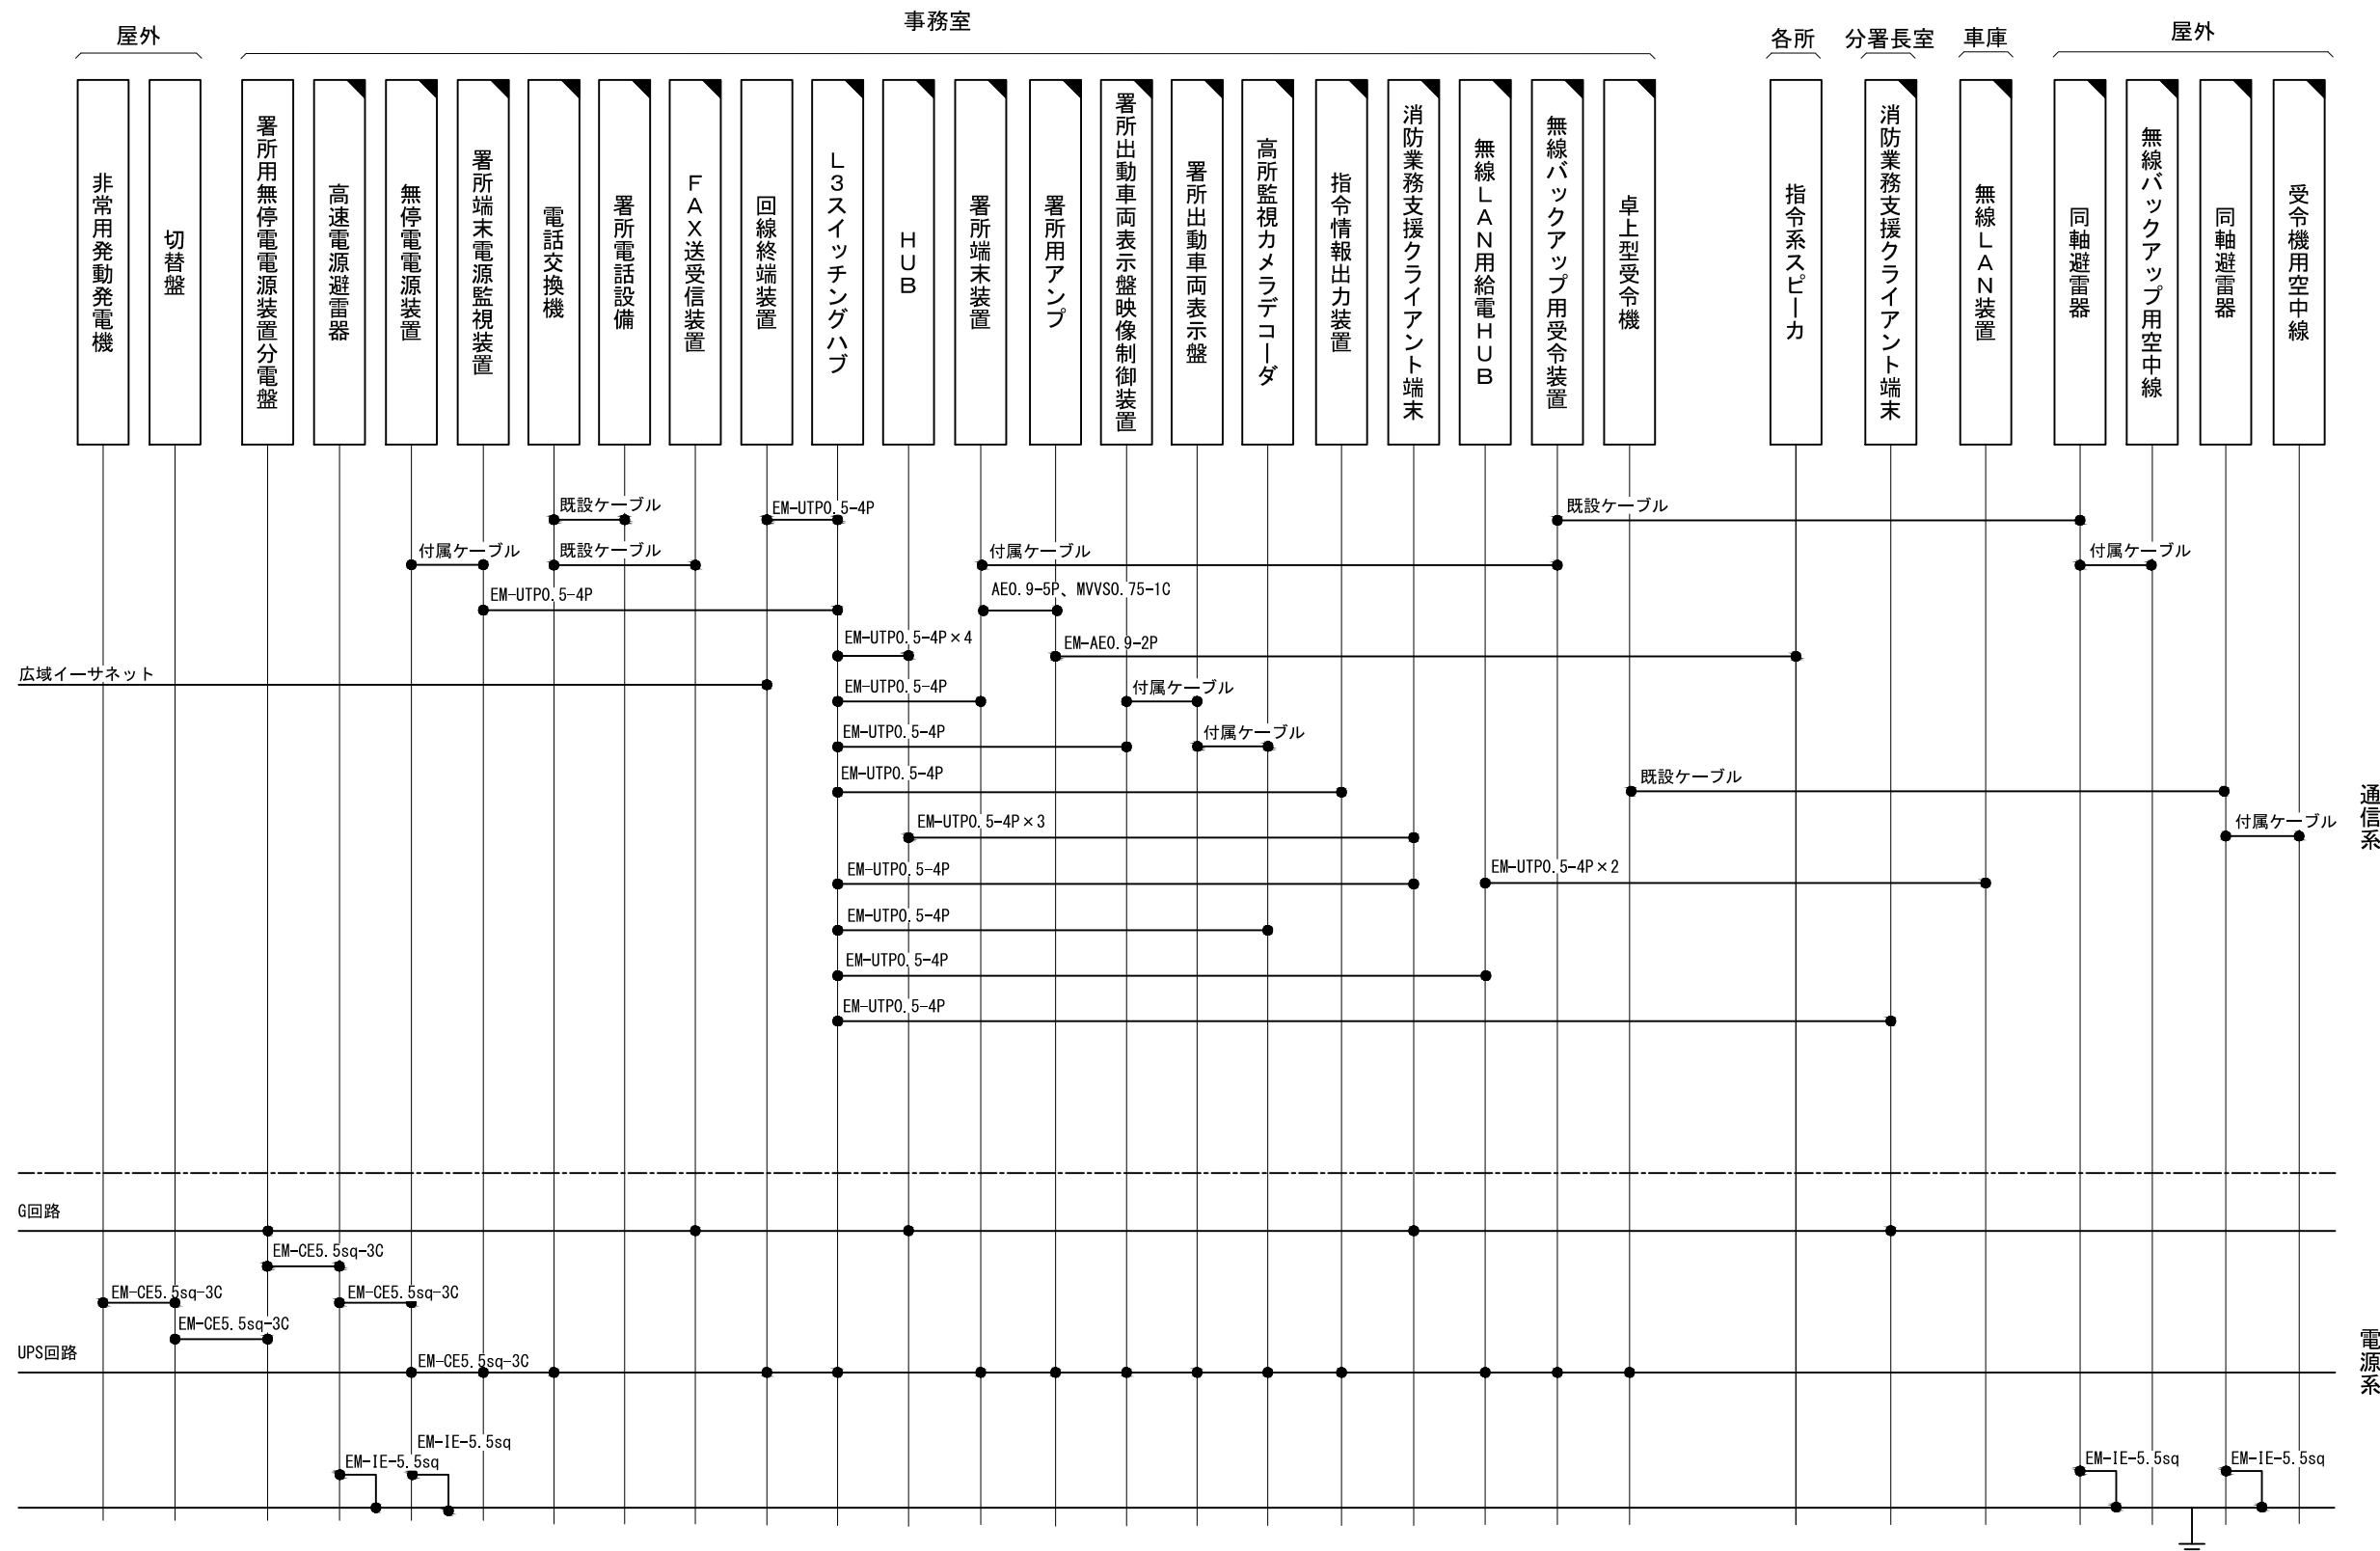 屋外
事務室
各所
分署長室
車庫
屋外
非常用発動発電機
切替盤
署所用無停電電源装置分電盤
高速電源避雷器
無停電電源装置
署所端末電源監視装置
電話交換機
署所電話設備
ＦＡＸ送受信装置
回線終端装置
Ｌ３スイッチングハブ
ＨＵＢ
署所端末装置
署所用アンプ
署所出動車両表示盤映像制御装置
署所出動車両表示盤
高所監視カメラデコーダ
指令情報出力装置
消防業務支援クライアント端末
無線ＬＡＮ用給電ＨＵＢ
無線バックアップ用受令装置
卓上型受令機
指令系スピーカ
消防業務支援クライアント端末
無線ＬＡＮ装置
同軸避雷器
無線バックアップ用空中線
同軸避雷器
受令機用空中線
既設ケーブル
EM-UTP0.5-4P
既設ケーブル
付属ケーブル
既設ケーブル
付属ケーブル
付属ケーブル
EM-UTP0.5-4P
AE0.9-5P、MVVS0.75-1C
EM-UTP0.5-4P×4
EM-AE0.9-2P
広域イーサネット
EM-UTP0.5-4P
付属ケーブル
EM-UTP0.5-4P
付属ケーブル
EM-UTP0.5-4P
既設ケーブル
通信系
EM-UTP0.5-4P×3
付属ケーブル
EM-UTP0.5-4P
EM-UTP0.5-4P×2
EM-UTP0.5-4P
EM-UTP0.5-4P
EM-UTP0.5-4P
G回路
EM-CE5.5sq-3C
EM-CE5.5sq-3C
EM-CE5.5sq-3C
EM-CE5.5sq-3C
UPS回路
EM-CE5.5sq-3C
電源系
EM-IE-5.5sq
EM-IE-5.5sq
EM-IE-5.5sq
EM-IE-5.5sq